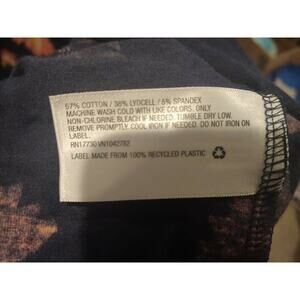 57% COTTON / 38% LYOCELL / 5% SPANDEX
MACHINE WASH COLD WITH LIKE COLORS. ONLY
NON-CHLORINE BLEACH IF NEEDED. TUMBLE DRY LOW.
REMOVE PROMPTLY. COOL IRON IF NEEDED. DO NOT IRON ON
LABEL.
RN17730 VN1042782
LABEL MADE FROM 100% RECYCLED PLASTIC